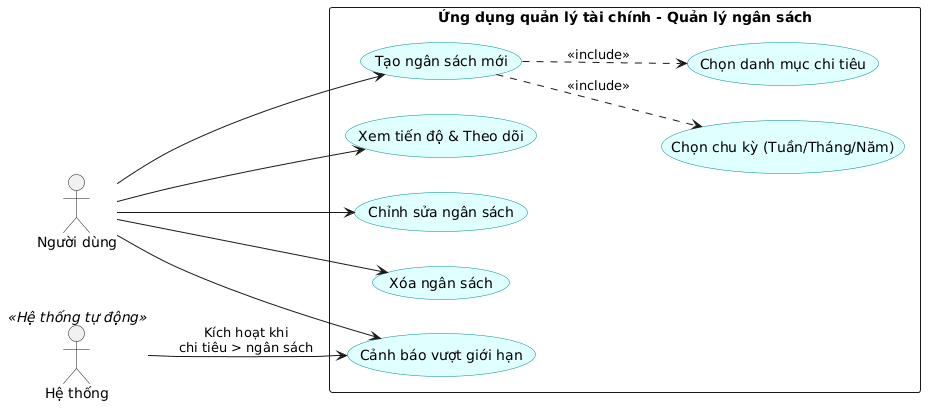 Ứng dụng quản lý tài chính - Quản lý ngân sách
Tạo ngân sách mới
«include»
Chọn danh mục chi tiêu
«include»
Chọn chu kỳ (Tuần/Tháng/Năm)
Xem tiến độ & Theo dõi
Chỉnh sửa ngân sách
Người dùng
Xóa ngân sách
«Hệ thống tự động»
Kích hoạt khi
chi tiêu > ngân sách
Cảnh báo vượt giới hạn
Hệ thống